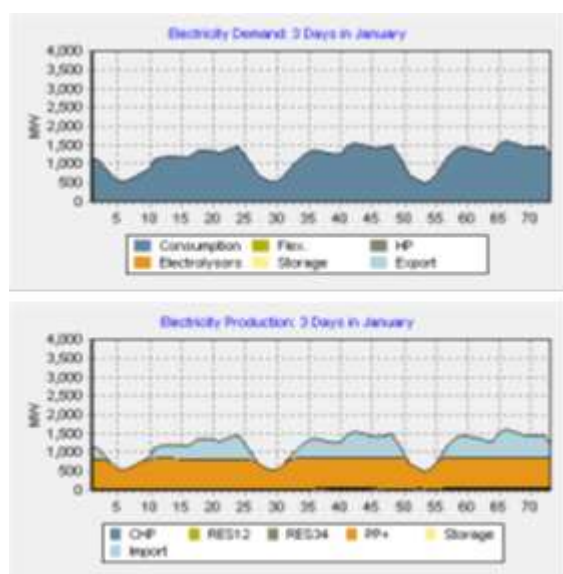 Electricity Demand: 3 Days in January
4,000
3,500
3,000
2,500
2,000
1,500
1,000
500
0
MW
5 10 15 20 25 30 35 40 45 50 55 60 65 70
Consumption Flex. HP
Electrolysers Storage Export
Electricity Production: 3 Days in January
4,000
3,500
3,000
2,500
2,000
1,500
1,000
500
0
MW
5 10 15 20 25 30 35 40 45 50 55 60 65 70
CHP RES12 RES34 PP+ Storage
Import